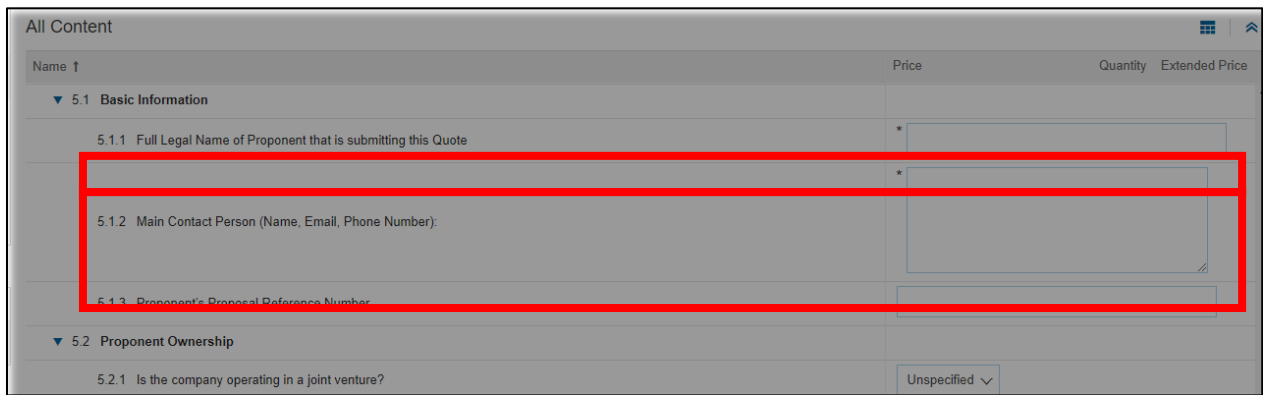 All Content
Name ↑ Price Quantity Extended Price
▼ 5.1 Basic Information
5.1.1 Full Legal Name of Proponent that is submitting this Quote *
*
5.1.2 Main Contact Person (Name, Email, Phone Number):
5.1.3 Proponent's Proposal Reference Number
▼ 5.2 Proponent Ownership
5.2.1 Is the company operating in a joint venture? Unspecified